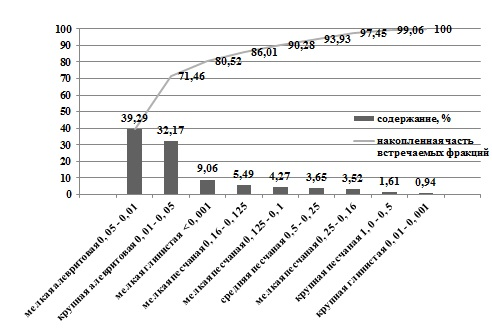 100
90
80
70
60
50
40
30
20
10
0
39,29
32,17
9,06
5,49
4,27
3,65
3,52
1,61
0,94
71,46
80,52
86,01
90,28
93,93
97,45
99,06
100
содержание, %
накопленная часть
встречаемых фракций
мелкая алевритовая 0, 05 - 0,01
крупная алевритовая 0, 01 - 0, 05
мелкая глинистая < 0, 001
мелкая песчаная 0, 16 - 0, 125
мелкая песчаная 0, 125 - 0, 1
средняя песчаная 0, 5 - 0, 25
мелкая песчаная 0, 25 - 0, 16
крупная песчаная 1, 0 - 0, 5
крупная глинистая 0, 01 - 0, 001